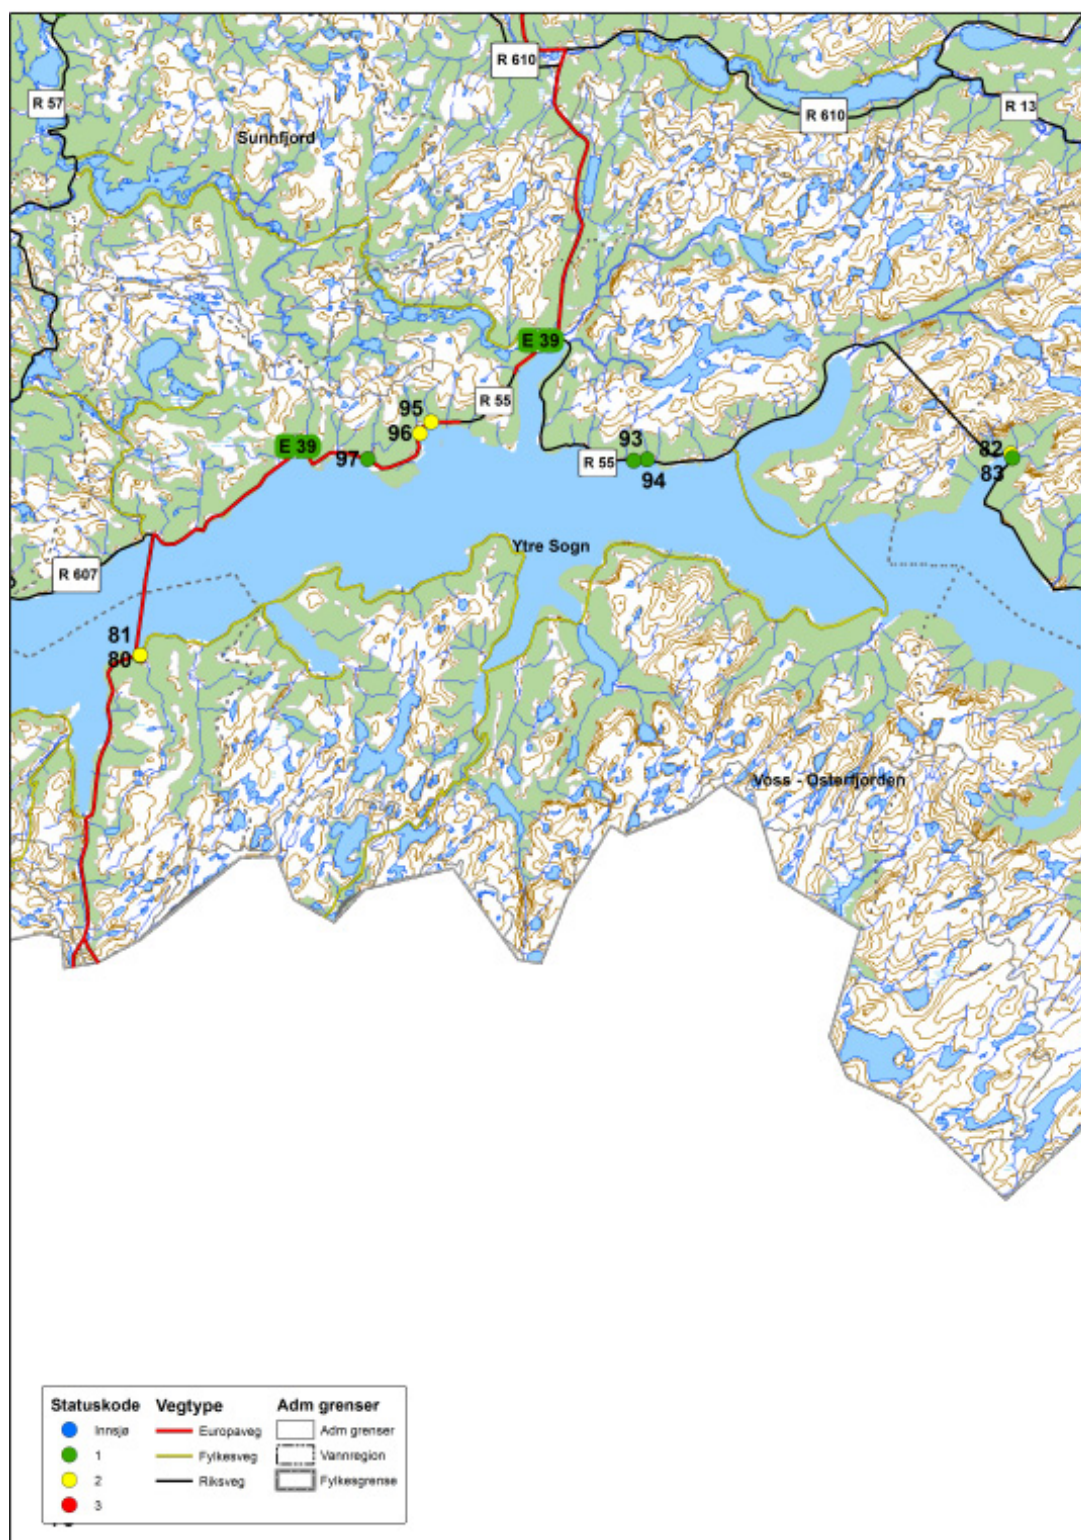 R 610
R 57
R 13
R 610
Sunnfjord
E 39
R 55
95
96
E 39
97
93
R 55
94
82
83
Ytre Sogn
R 607
81
80
Voss - Osterfjorden
Statuskode Vegtype Adm grenser
Innsjø Europaveg Adm grenser
1 Fylkesveg Vannregion
2 Riksveg Fylkesgrense
3